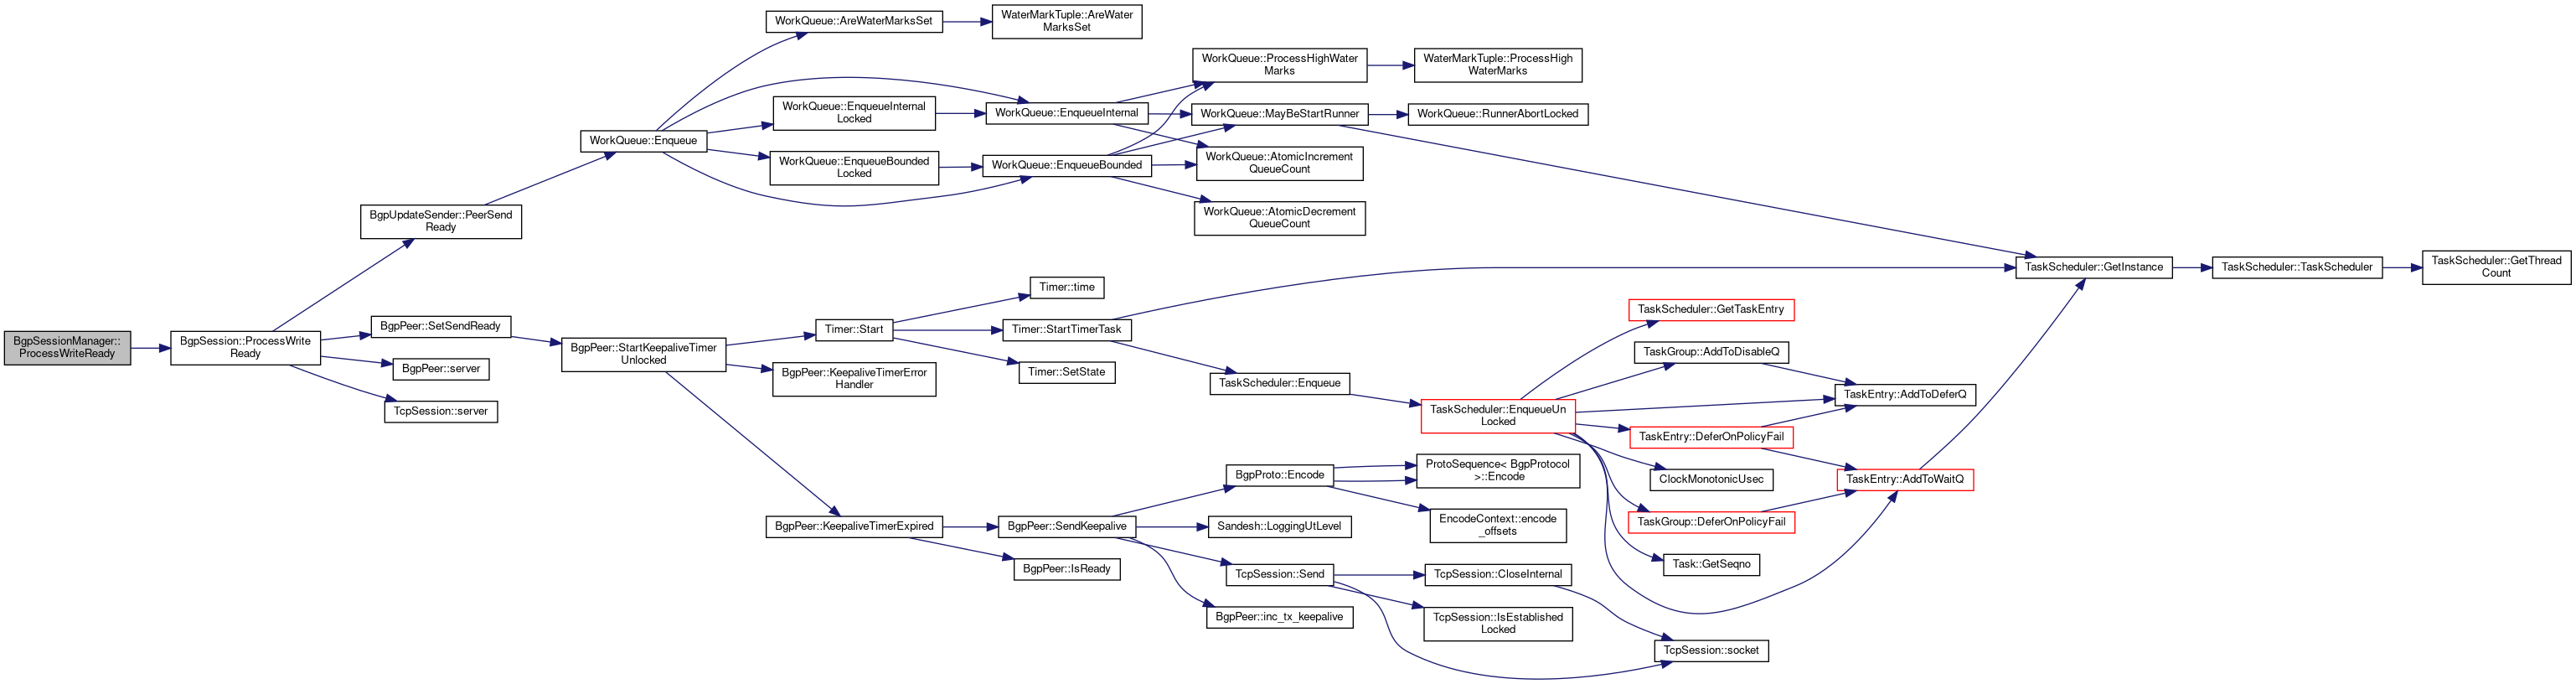 BgpSessionManager::
ProcessWriteReady
BgpSession::ProcessWrite
Ready
BgpUpdateSender::PeerSend
Ready
BgpPeer::SetSendReady
BgpPeer::server
TcpSession::server
WorkQueue::Enqueue
BgpPeer::StartKeepaliveTimer
Unlocked
WorkQueue::AreWaterMarksSet
WorkQueue::EnqueueInternal
Locked
WorkQueue::EnqueueBounded
Locked
Timer::Start
BgpPeer::KeepaliveTimerError
Handler
BgpPeer::KeepaliveTimerExpired
WaterMarkTuple::AreWater
MarksSet
WorkQueue::EnqueueInternal
WorkQueue::EnqueueBounded
Timer::time
Timer::StartTimerTask
Timer::SetState
BgpPeer::SendKeepalive
BgpPeer::IsReady
WorkQueue::ProcessHighWater
Marks
WorkQueue::MayBeStartRunner
WorkQueue::AtomicIncrement
QueueCount
WorkQueue::AtomicDecrement
QueueCount
TaskScheduler::Enqueue
BgpProto::Encode
Sandesh::LoggingUtLevel
TcpSession::Send
BgpPeer::inc_tx_keepalive
WaterMarkTuple::ProcessHigh
WaterMarks
WorkQueue::RunnerAbortLocked
TaskScheduler::EnqueueUn
Locked
ProtoSequence< BgpProtocol
>::Encode
EncodeContext::encode
_offsets
TcpSession::CloseInternal
TcpSession::IsEstablished
Locked
TaskScheduler::GetTaskEntry
TaskGroup::AddToDisableQ
TaskEntry::DeferOnPolicyFail
ClockMonotonicUsec
TaskGroup::DeferOnPolicyFail
Task::GetSeqno
TcpSession::socket
TaskEntry::AddToDeferQ
TaskEntry::AddToWaitQ
TaskScheduler::GetInstance
TaskScheduler::TaskScheduler
TaskScheduler::GetThread
Count